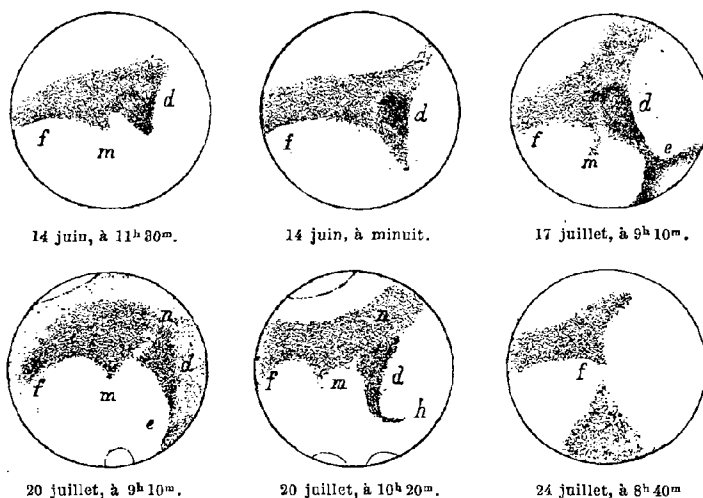 d
f
m
d
f
d
f
e
m
14 juin, à 11ʰ 30ᵐ.
14 juin, à minuit.
17 juillet, à 9ʰ 10ᵐ.
n
d
f
m
e
n
f
m
d
h
f
20 juillet, à 9ʰ 10ᵐ.
20 juillet, à 10ʰ 20ᵐ.
24 juillet, à 8ʰ 40ᵐ